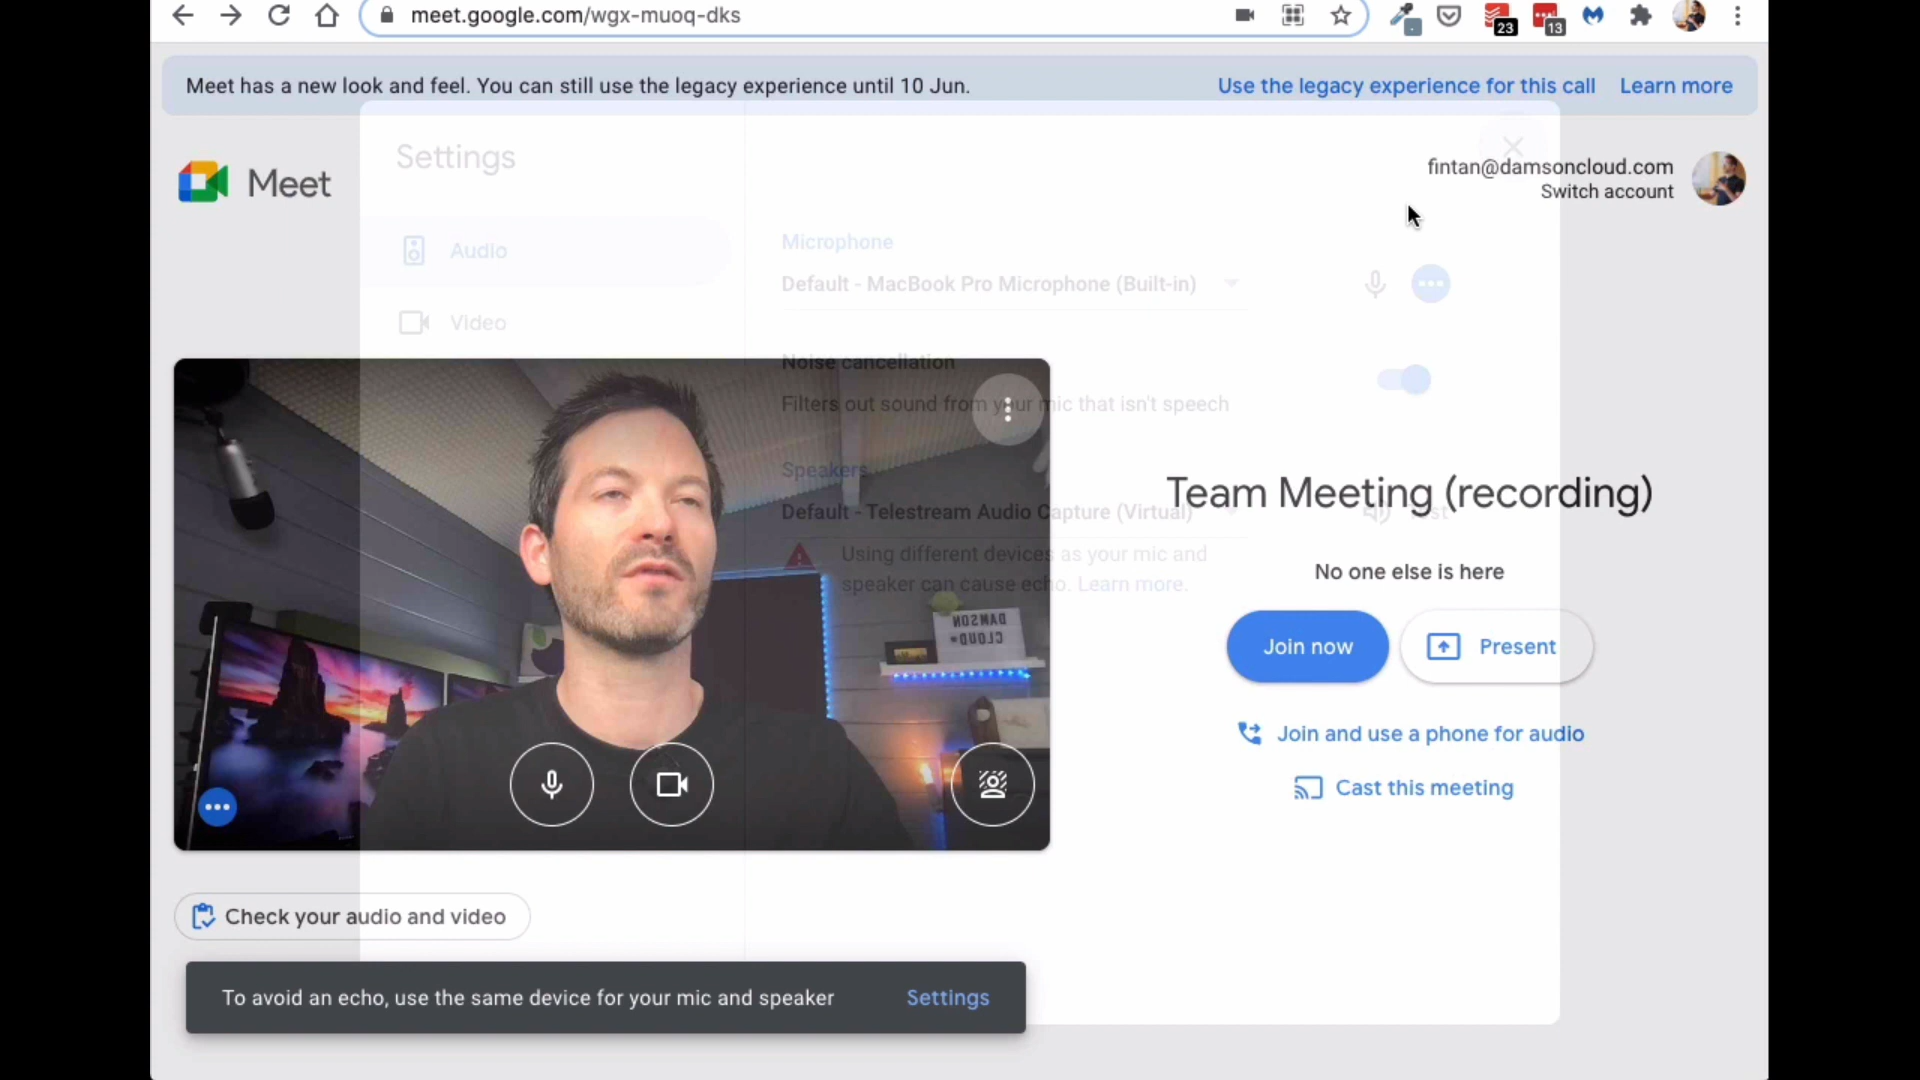 meet.google.com/wgx-muoq-dks
23
13
Meet has a new look and feel. You can still use the legacy experience until 10 Jun.
Use the legacy experience for this call
Learn more
Meet
Settings
fintan@damsoncloud.com
Switch account
Audio
Video
Microphone
Default - MacBook Pro Microphone (Built-in)
Noise cancellation
Filters out sound from your mic that isn't speech
Speakers
Default - Telestream Audio Capture (Virtual)
Using different devices as your mic and
speaker can cause echo. Learn more.
Team Meeting (recording)
No one else is here
Join now
Present
Join and use a phone for audio
Cast this meeting
DAMSON
CLOUD
Check your audio and video
To avoid an echo, use the same device for your mic and speaker
Settings